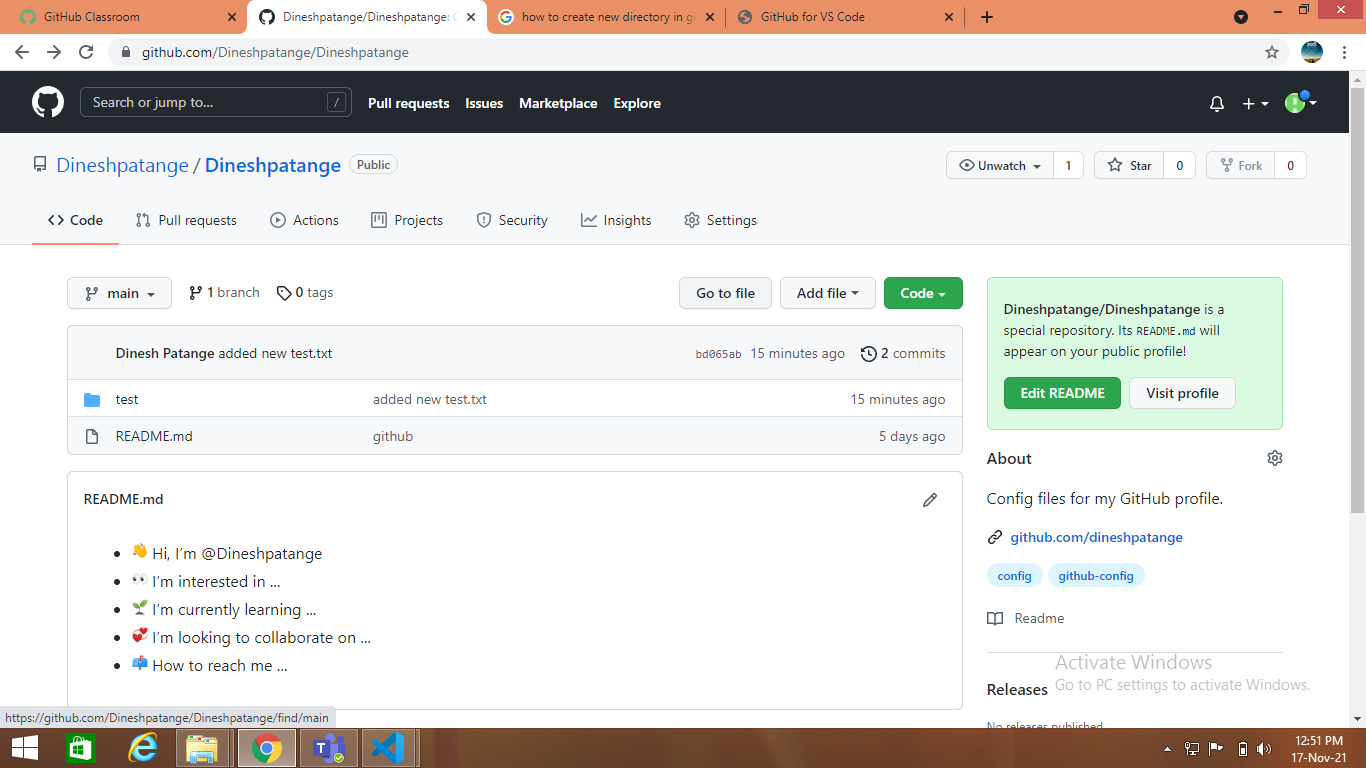 GitHub Classroom
Dineshpatange/Dineshpatange: C
how to create new directory in gi
GitHub for VS Code
github.com/Dineshpatange/Dineshpatange
Search or jump to... /
Pull requests Issues Marketplace Explore
Dineshpatange / Dineshpatange Public
Unwatch 1 Star 0 Fork 0
Code Pull requests Actions Projects Security Insights Settings
main 1 branch 0 tags Go to file Add file Code
Dinesh Patange added new test.txt bd065ab 15 minutes ago 2 commits
test added new test.txt 15 minutes ago
README.md github 5 days ago
README.md
👋 Hi, I’m @Dineshpatange
👀 I’m interested in ...
🌱 I’m currently learning ...
💞️ I’m looking to collaborate on ...
📫 How to reach me ...
Dineshpatange/Dineshpatange is a
special repository. Its README.md will
appear on your public profile!
Edit README Visit profile
About
Config files for my GitHub profile.
github.com/dineshpatange
config github-config
Readme
Releases
No releases published
Activate Windows
Go to PC settings to activate Windows.
https://github.com/Dineshpatange/Dineshpatange/find/main
12:51 PM
17-Nov-21